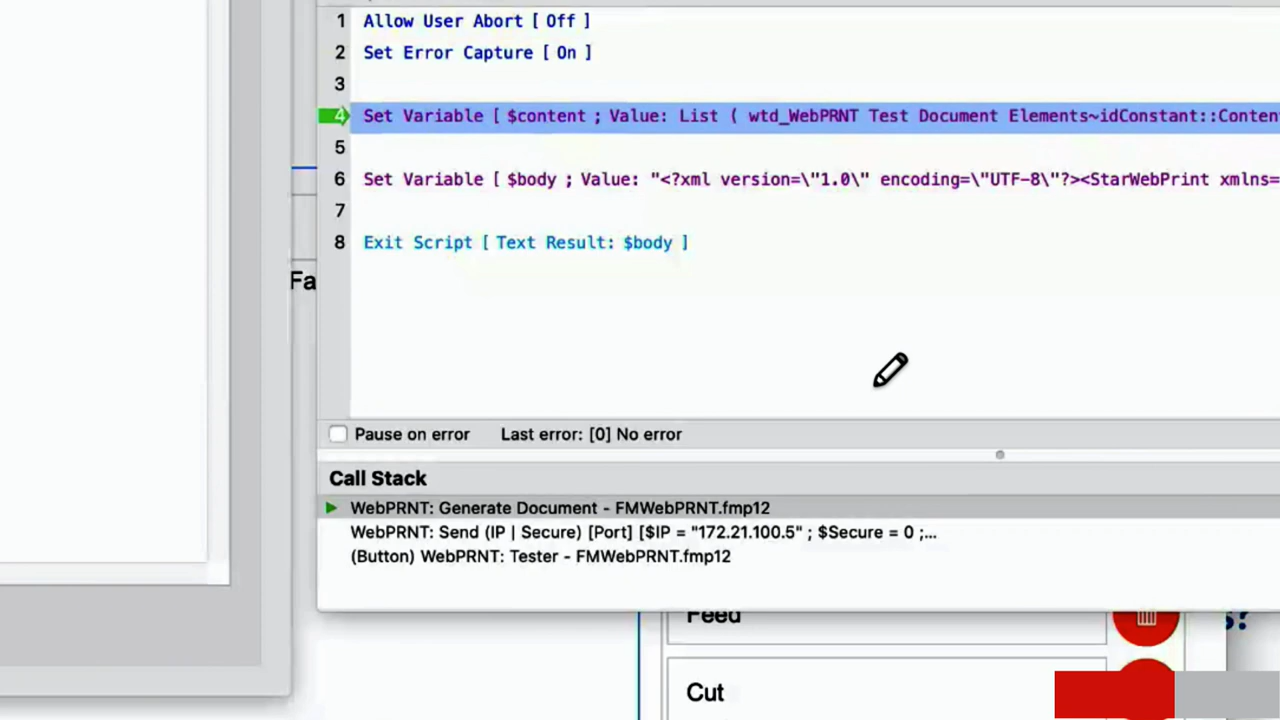 1 Allow User Abort [ Off ]
2 Set Error Capture [ On ]
3
4 Set Variable [ $content ; Value: List ( wtd_WebPRNT Test Document Elements~idConstant::Conten
5
6 Set Variable [ $body ; Value: "<?xml version=\"1.0\" encoding=\"UTF-8\"?><StarWebPrint xmlns=
7
8 Exit Script [ Text Result: $body ]
Fa
Pause on error Last error: [0] No error
Call Stack
WebPRNT: Generate Document - FMWebPRNT.fmp12
WebPRNT: Send (IP | Secure) [Port] [$IP = "172.21.100.5" ; $Secure = 0 ;...
(Button) WebPRNT: Tester - FMWebPRNT.fmp12
Feed
s?
Cut